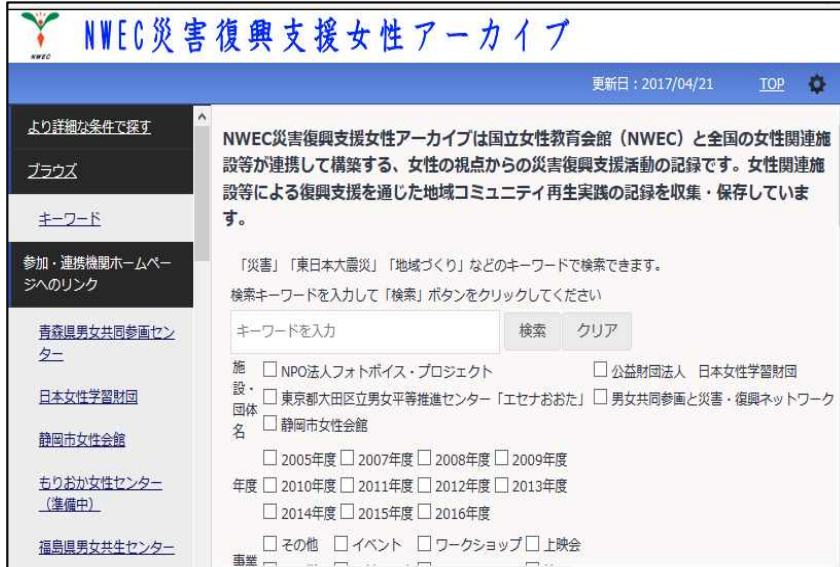 NWEC
NWEC災害復興支援女性アーカイブ
更新日：2017/04/21 TOP
より詳細な条件で探す
ブラウズ
キーワード
参加・連携機関ホームペー
ジへのリンク
青森県男女共同参画セン
ター
日本女性学習財団
静岡市女性会館
もりおか女性センター
（準備中）
福島県男女共生センター
NWEC災害復興支援女性アーカイブは国立女性教育会館（NWEC）と全国の女性関連施
設等が連携して構築する、女性の視点からの災害復興支援活動の記録です。女性関連施
設等による復興支援を通じた地域コミュニティ再生実践の記録を収集・保存していま
す。
「災害」「東日本大震災」「地域づくり」などのキーワードで検索できます。
検索キーワードを入力して「検索」ボタンをクリックしてください
キーワードを入力 検索 クリア
施設・団体名
NPO法人フォトボイス・プロジェクト 公益財団法人　日本女性学習財団
東京都大田区立男女平等推進センター「エセナおおた」 男女共同参画と災害・復興ネットワーク
静岡市女性会館
2005年度 2007年度 2008年度 2009年度
年度 2010年度 2011年度 2012年度 2013年度
2014年度 2015年度 2016年度
その他 イベント ワークショップ 上映会
事業